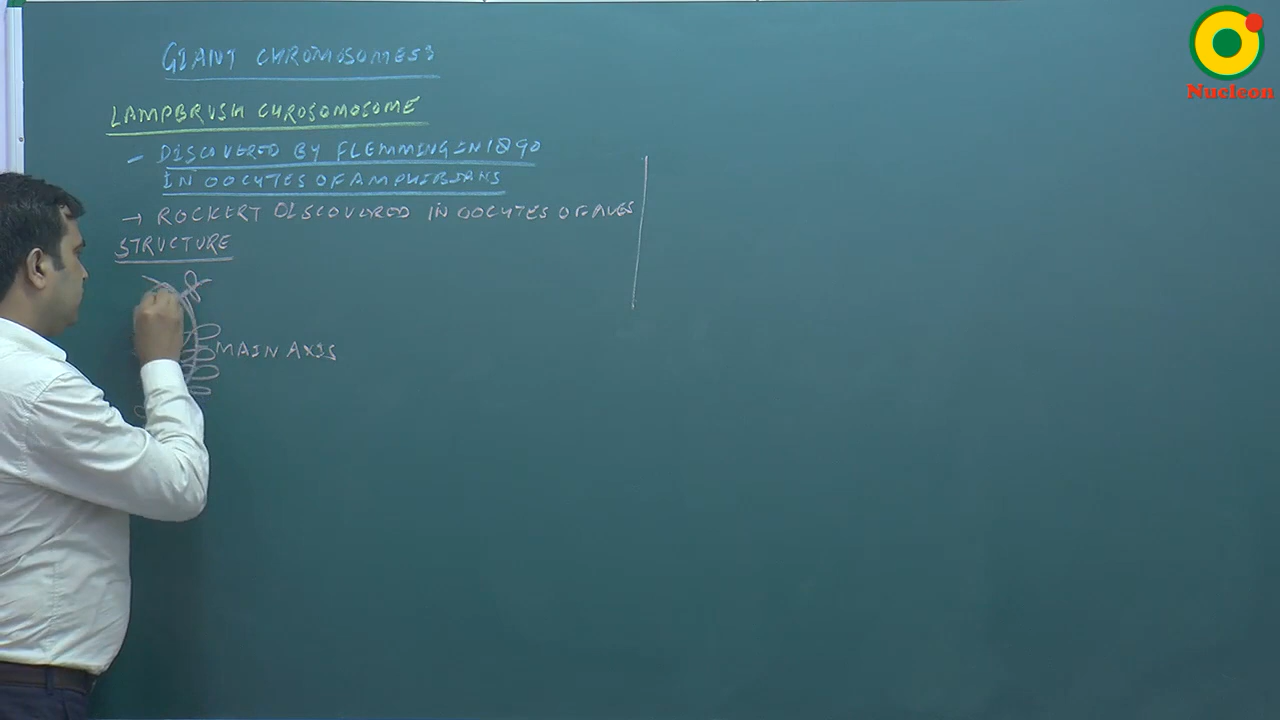 GIANT CHROMOSOMES:
LAMPBRUSH CHROSOMOSOME
- DISCOVERED BY FLEMMING IN 1890
IN OOCYTES OF AMPHIBIANS
→ ROCKERT DISCOVERED IN OOCYTES OF AVES
STRUCTURE
MAIN AXIS
Nucleon